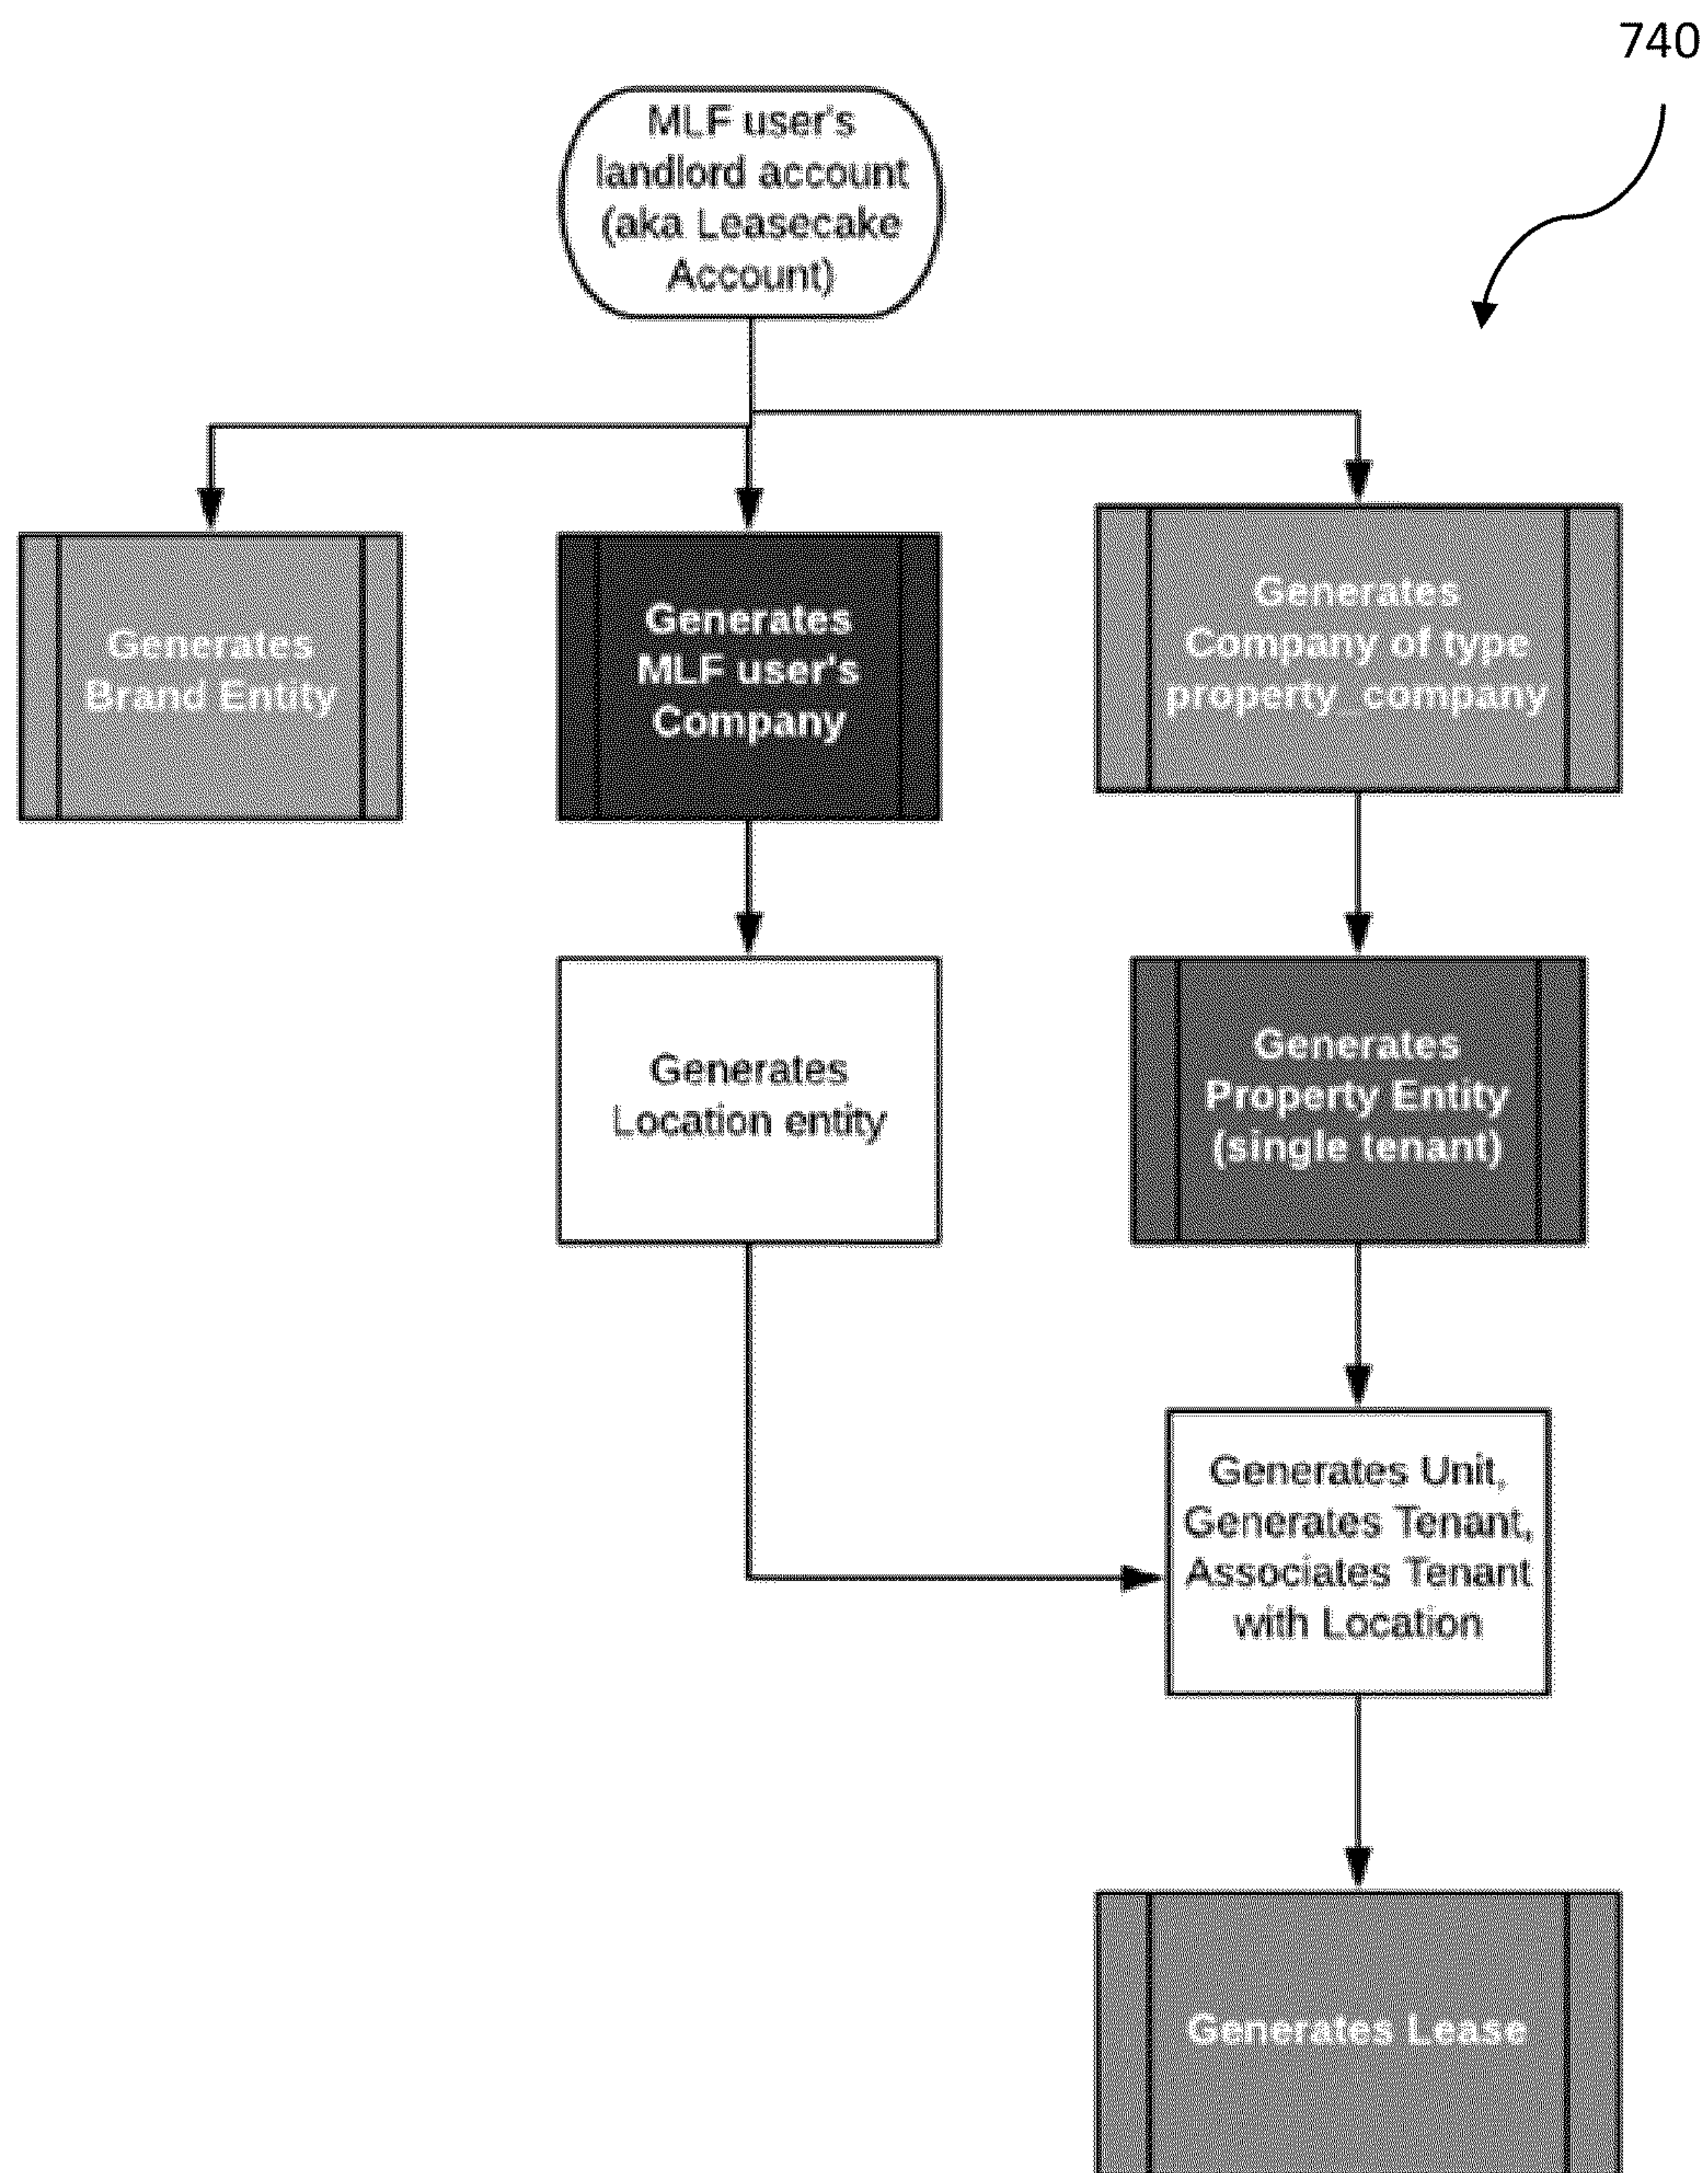 740
MLF user's
landlord account
(aka Leasecake
Account)
Generates
Brand Entity
Generates
MLF user's
Company
Generates
Company of type
property_company
Generates
Location entity
Generates
Property Entity
(single tenant)
Generates Unit,
Generates Tenant,
Associates Tenant
with Location
Generates Lease